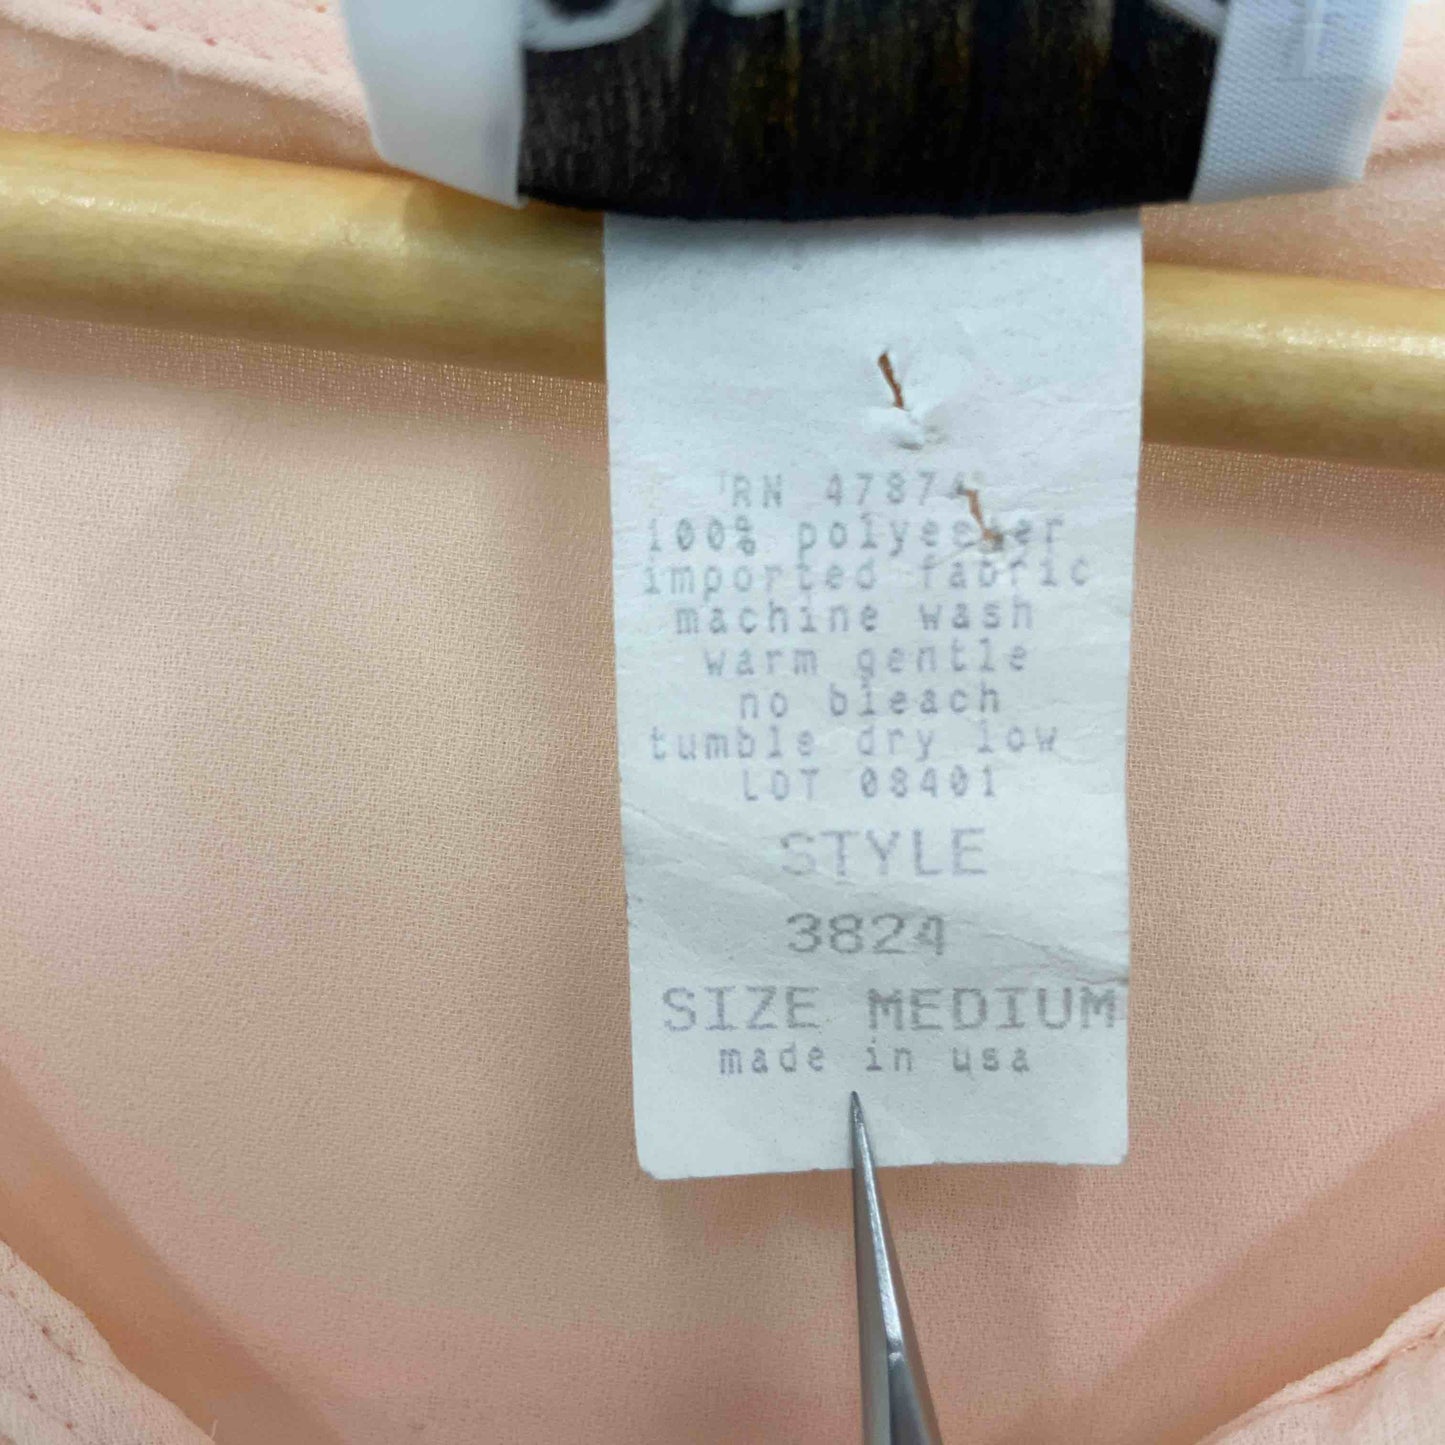 RN 47874
100% polyester
imported fabric
machine wash
warm gentle
no bleach
tumble dry low
LOT 08401
STYLE
3824
SIZE MEDIUM
made in usa